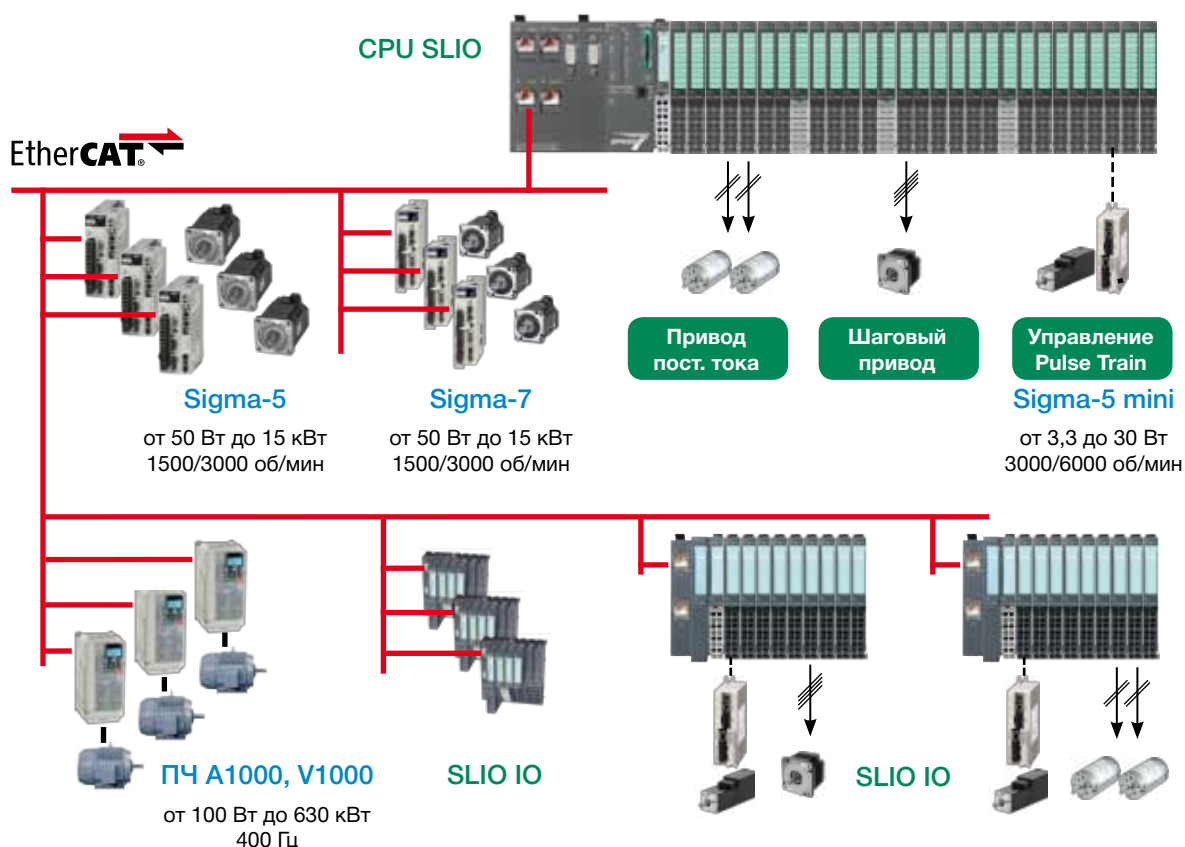 CPU SLIO
EtherCAT®
Привод
пост. тока
Шаговый
привод
Управление
Pulse Train
Sigma-5
Sigma-7
Sigma-5 mini
от 50 Вт до 15 кВт
1500/3000 об/мин
от 50 Вт до 15 кВт
1500/3000 об/мин
от 3,3 до 30 Вт
3000/6000 об/мин
ПЧ A1000, V1000
SLIO IO
SLIO IO
от 100 Вт до 630 кВт
400 Гц